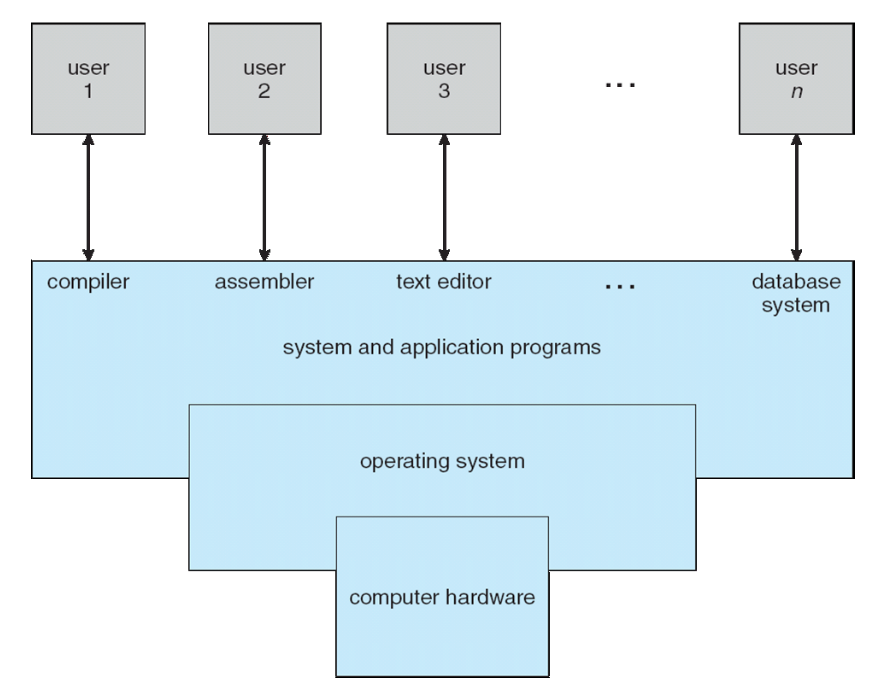 user
1
user
2
user
3
...
user
n
compiler
assembler
text editor
...
database
system
system and application programs
operating system
computer hardware